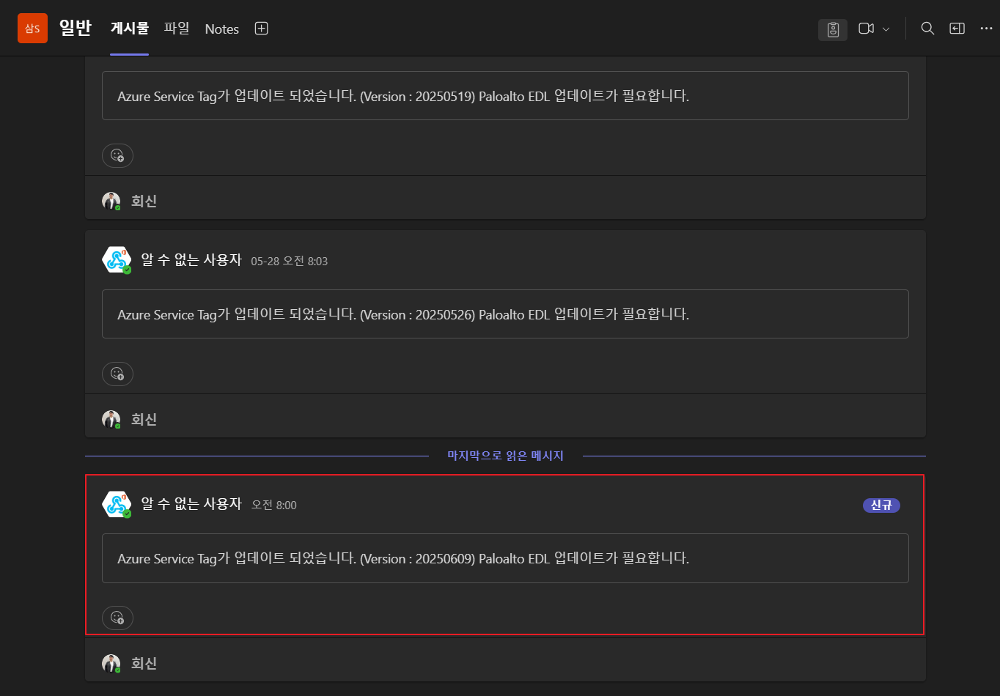 삼S 일반 게시물 파일 Notes
Azure Service Tag가 업데이트 되었습니다. (Version : 20250519) Paloalto EDL 업데이트가 필요합니다.
회신
알 수 없는 사용자 05-28 오전 8:03
Azure Service Tag가 업데이트 되었습니다. (Version : 20250526) Paloalto EDL 업데이트가 필요합니다.
회신
마지막으로 읽은 메시지
알 수 없는 사용자 오전 8:00 신규
Azure Service Tag가 업데이트 되었습니다. (Version : 20250609) Paloalto EDL 업데이트가 필요합니다.
회신